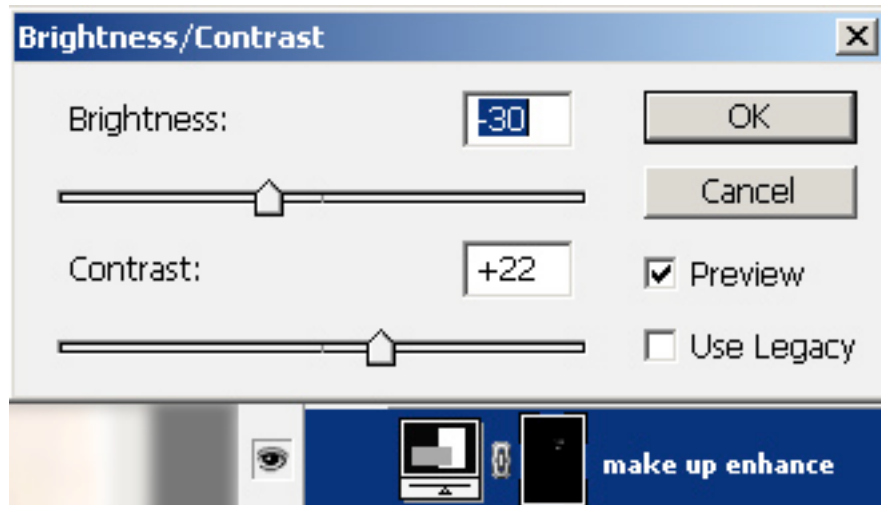 Brightness/Contrast
Brightness: -30 OK
Cancel
Contrast: +22 Preview
Use Legacy
make up enhance